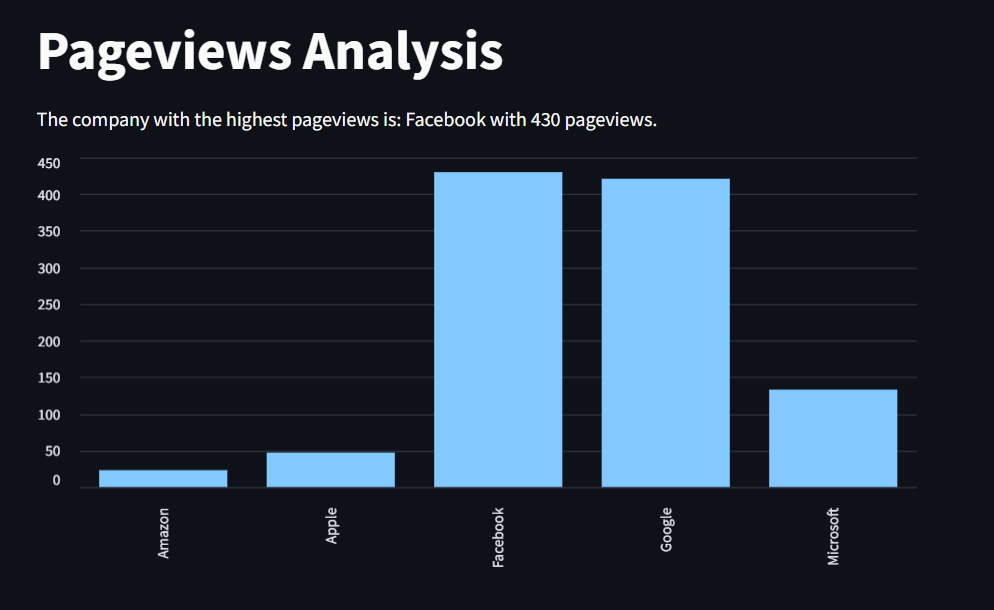 Pageviews Analysis
The company with the highest pageviews is: Facebook with 430 pageviews.
450
400
350
300
250
200
150
100
50
0
Amazon
Apple
Facebook
Google
Microsoft